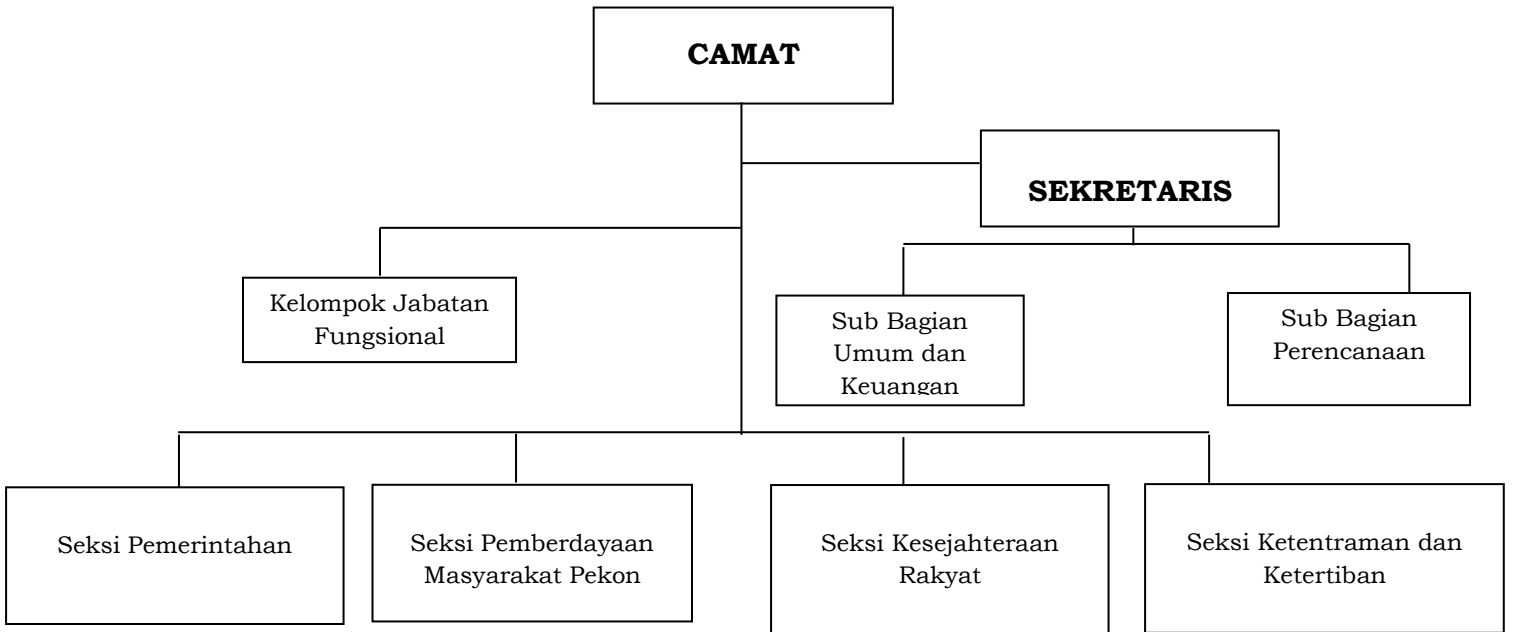 CAMAT
SEKRETARIS
Kelompok Jabatan
Fungsional
Sub Bagian
Umum dan
Keuangan
Sub Bagian
Perencanaan
Seksi Pemerintahan
Seksi Pemberdayaan
Masyarakat Pekon
Seksi Kesejahteraan
Rakyat
Seksi Ketentraman dan
Ketertiban